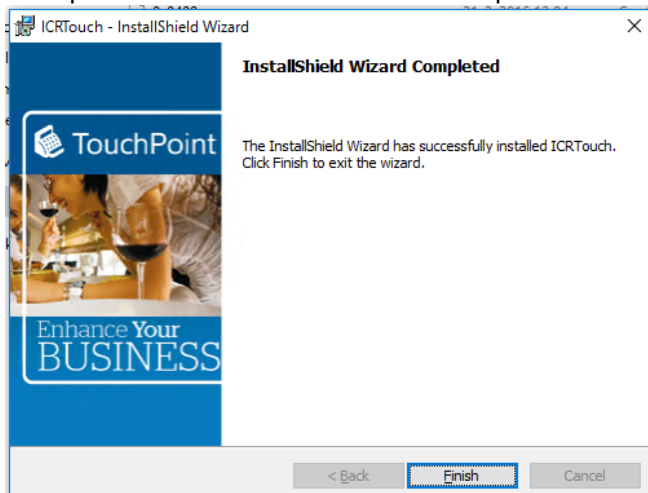 ICRTouch - InstallShield Wizard
InstallShield Wizard Completed
TouchPoint
The InstallShield Wizard has successfully installed ICRTouch.
Click Finish to exit the wizard.
Enhance Your
BUSINESS
< Back
Finish
Cancel